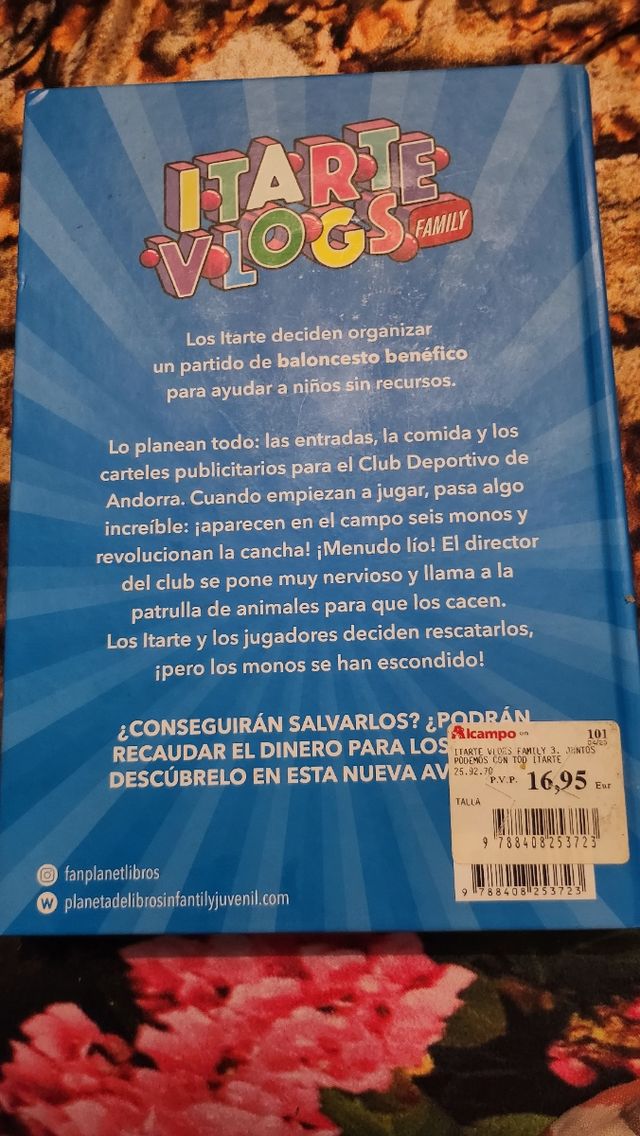 ITARTE
VLOGS
FAMILY
Los Itarte deciden organizar
un partido de baloncesto benéfico
para ayudar a niños sin recursos.
Lo planean todo: las entradas, la comida y los
carteles publicitarios para el Club Deportivo de
Andorra. Cuando empiezan a jugar, pasa algo
increíble: ¡aparecen en el campo seis monos y
revolucionan la cancha! ¡Menudo lío! El director
del club se pone muy nervioso y llama a la
patrulla de animales para que los cacen.
Los Itarte y los jugadores deciden rescatarlos,
¡pero los monos se han escondido!
¿CONSEGUIRÁN SALVARLOS? ¿PODRÁN
RECAUDAR EL DINERO PARA LOS
DESCÚBRELO EN ESTA NUEVA AV
Alcampo
101
04/25
ITARTE VLOGS FAMILY 3. JUNTOS
PODEMOS CON TOD ITARTE
25.92.70
P.V.P. 16,95 Eur
TALLA
9 788408 253723
9 788408 253723
fanplanetlibros
planetadelibrosinfantilyjuvenil.com